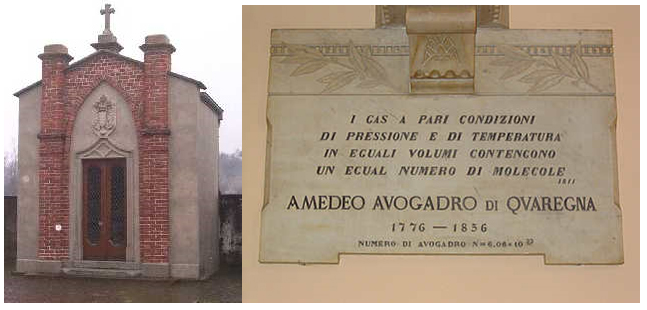 I GAS A PARI CONDIZIONI
DI PRESSIONE E DI TEMPERATURA
IN EGUALI VOLUMI CONTENGONO
UN EGUAL NUMERO DI MOLECOLE
1811
AMEDEO AVOGADRO DI QVAREGNA
1776 — 1856
NUMERO DI AVOGADRO N=6,06×10²³